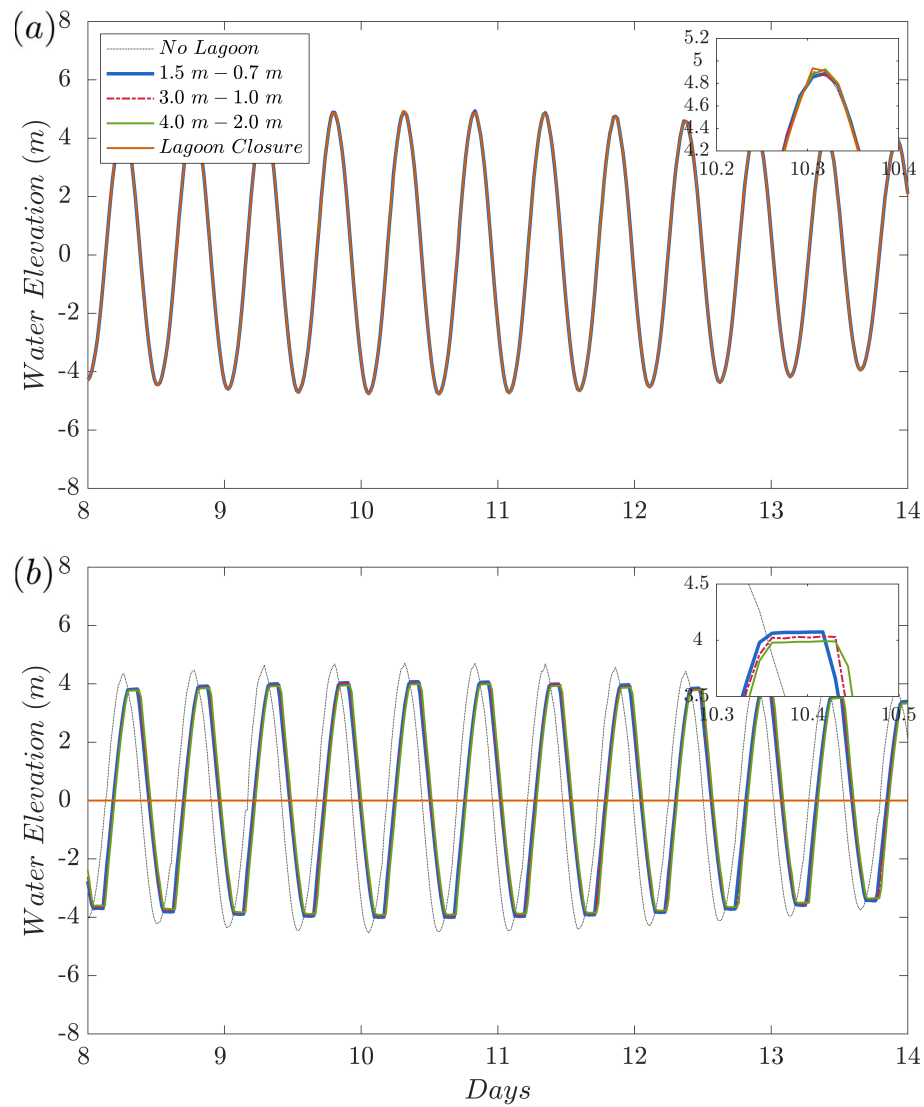 (a)
8
6
4
2
0
-2
-4
-6
-8
Water Elevation (m)
No Lagoon
1.5 m − 0.7 m
3.0 m − 1.0 m
4.0 m − 2.0 m
Lagoon Closure
5.2
5
4.8
4.6
4.4
4.2
10.2 10.3 10.4
8 9 10 11 12 13 14
(b)
8
6
4
2
0
-2
-4
-6
-8
Water Elevation (m)
4.5
4
3.5
10.3 10.4 10.5
8 9 10 11 12 13 14
Days